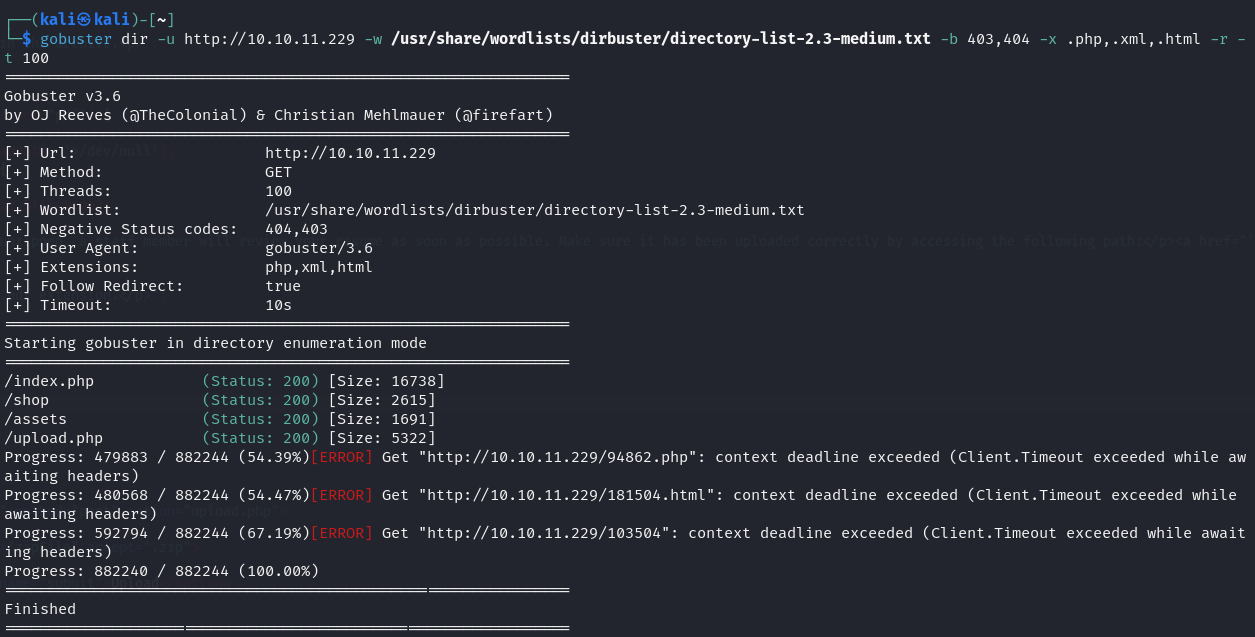 ┌──(kali㉿kali)-[~]
└─$ gobuster dir -u http://10.10.11.229 -w /usr/share/wordlists/dirbuster/directory-list-2.3-medium.txt -b 403,404 -x .php,.xml,.html -r -
t 100
===============================================================
Gobuster v3.6
by OJ Reeves (@TheColonial) & Christian Mehlmauer (@firefart)
===============================================================
[+] Url:                     http://10.10.11.229
[+] Method:                  GET
[+] Threads:                 100
[+] Wordlist:                /usr/share/wordlists/dirbuster/directory-list-2.3-medium.txt
[+] Negative Status codes:   404,403
[+] User Agent:              gobuster/3.6
[+] Extensions:              php,xml,html
[+] Follow Redirect:         true
[+] Timeout:                 10s
===============================================================
Starting gobuster in directory enumeration mode
===============================================================
/index.php            (Status: 200) [Size: 16738]
/shop                 (Status: 200) [Size: 2615]
/assets               (Status: 200) [Size: 1691]
/upload.php           (Status: 200) [Size: 5322]
Progress: 479883 / 882244 (54.39%)[ERROR] Get "http://10.10.11.229/94862.php": context deadline exceeded (Client.Timeout exceeded while aw
aiting headers)
Progress: 480568 / 882244 (54.47%)[ERROR] Get "http://10.10.11.229/181504.html": context deadline exceeded (Client.Timeout exceeded while
awaiting headers)
Progress: 592794 / 882244 (67.19%)[ERROR] Get "http://10.10.11.229/103504": context deadline exceeded (Client.Timeout exceeded while await
ing headers)
Progress: 882240 / 882244 (100.00%)
===============================================================
Finished
===============================================================